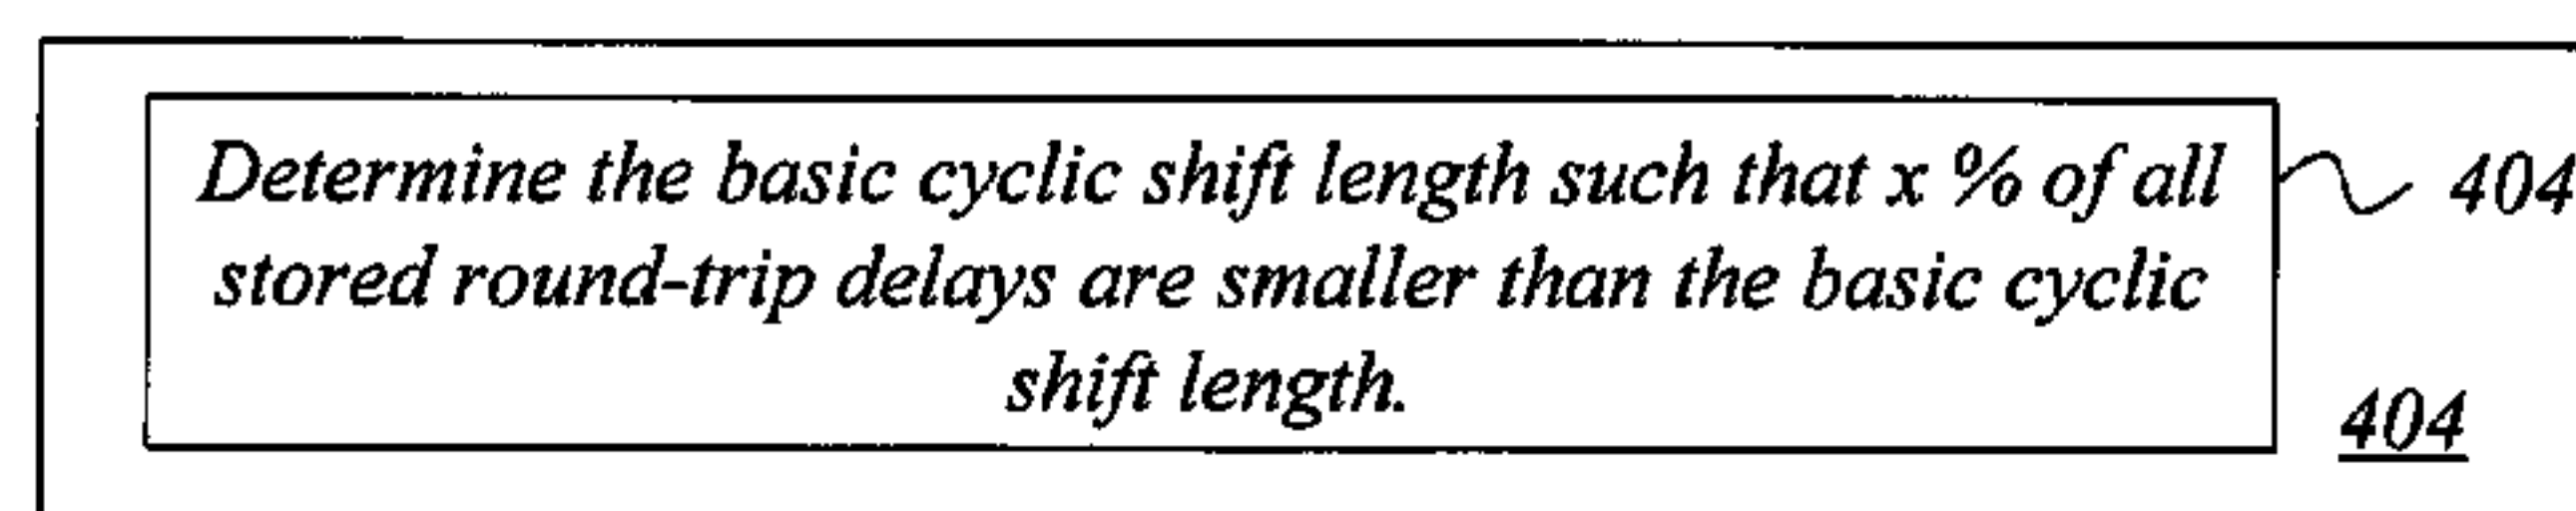 Determine the basic cyclic shift length such that x % of all
404
stored round-trip delays are smaller than the basic cyclic
shift length.
404